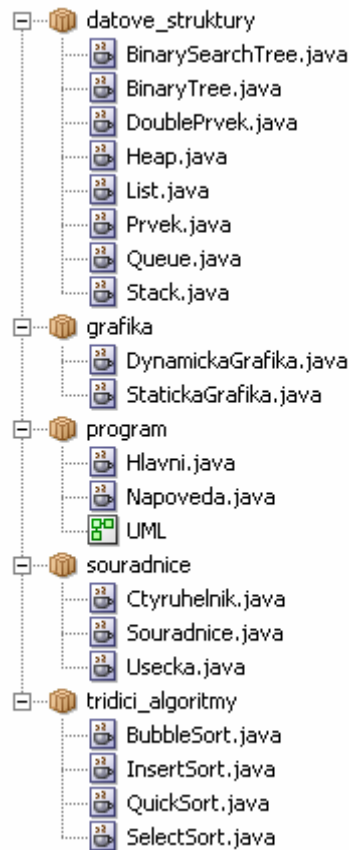 datove_struktury
BinarySearchTree.java
BinaryTree.java
DoublePrvek.java
Heap.java
List.java
Prvek.java
Queue.java
Stack.java
grafika
DynamickaGrafika.java
StatickaGrafika.java
program
Hlavni.java
Napoveda.java
UML
souradnice
Ctyruhelnik.java
Souradnice.java
Usecka.java
tridici_algoritmy
BubbleSort.java
InsertSort.java
QuickSort.java
SelectSort.java